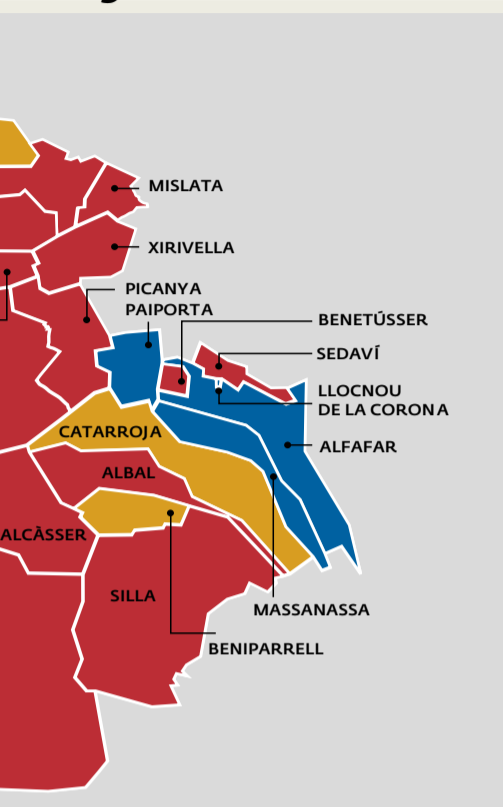 MISLATA
XIRIVELLA
PICANYA
PAIPORTA
BENETÚSSER
SEDAVÍ
LLOCNOU
DE LA CORONA
CATARROJA
ALFAFAR
ALBAL
ALCÀSSER
SILLA
MASSANASSA
BENIPARRELL